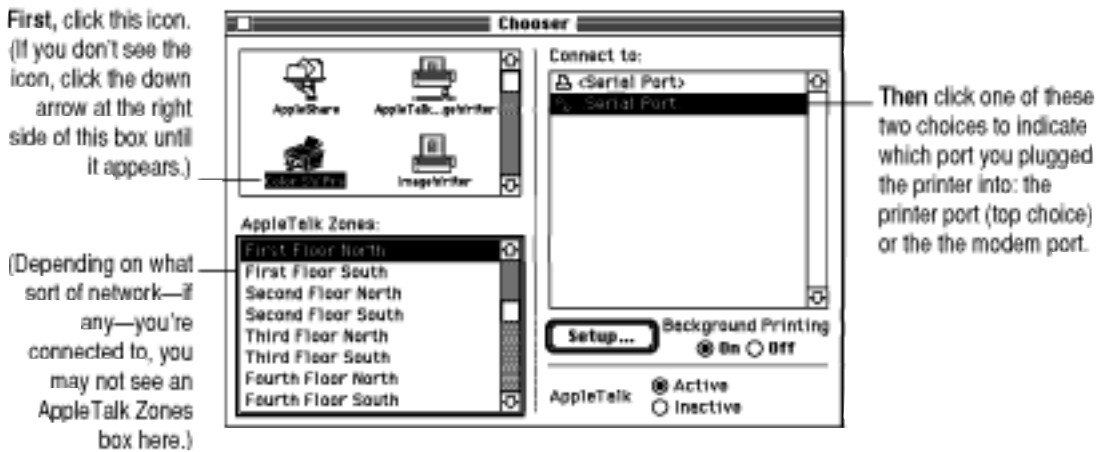 First, click this icon.
(If you don't see the
icon, click the down
arrow at the right
side of this box until
it appears.)
(Depending on what
sort of network—if
any—you're
connected to, you
may not see an
AppleTalk Zones
box here.)
Chooser
AppleShare
AppleTalk...geWriter
Color SW Pro
ImageWriter
AppleTalk Zones:
First Floor North
First Floor South
Second Floor North
Second Floor South
Third Floor North
Third Floor South
Fourth Floor North
Fourth Floor South
Connect to:
<Serial Port>
Serial Port
Setup...
Background Printing
On Off
AppleTalk
Active
Inactive
Then click one of these
two choices to indicate
which port you plugged
the printer into: the
printer port (top choice)
or the the modem port.